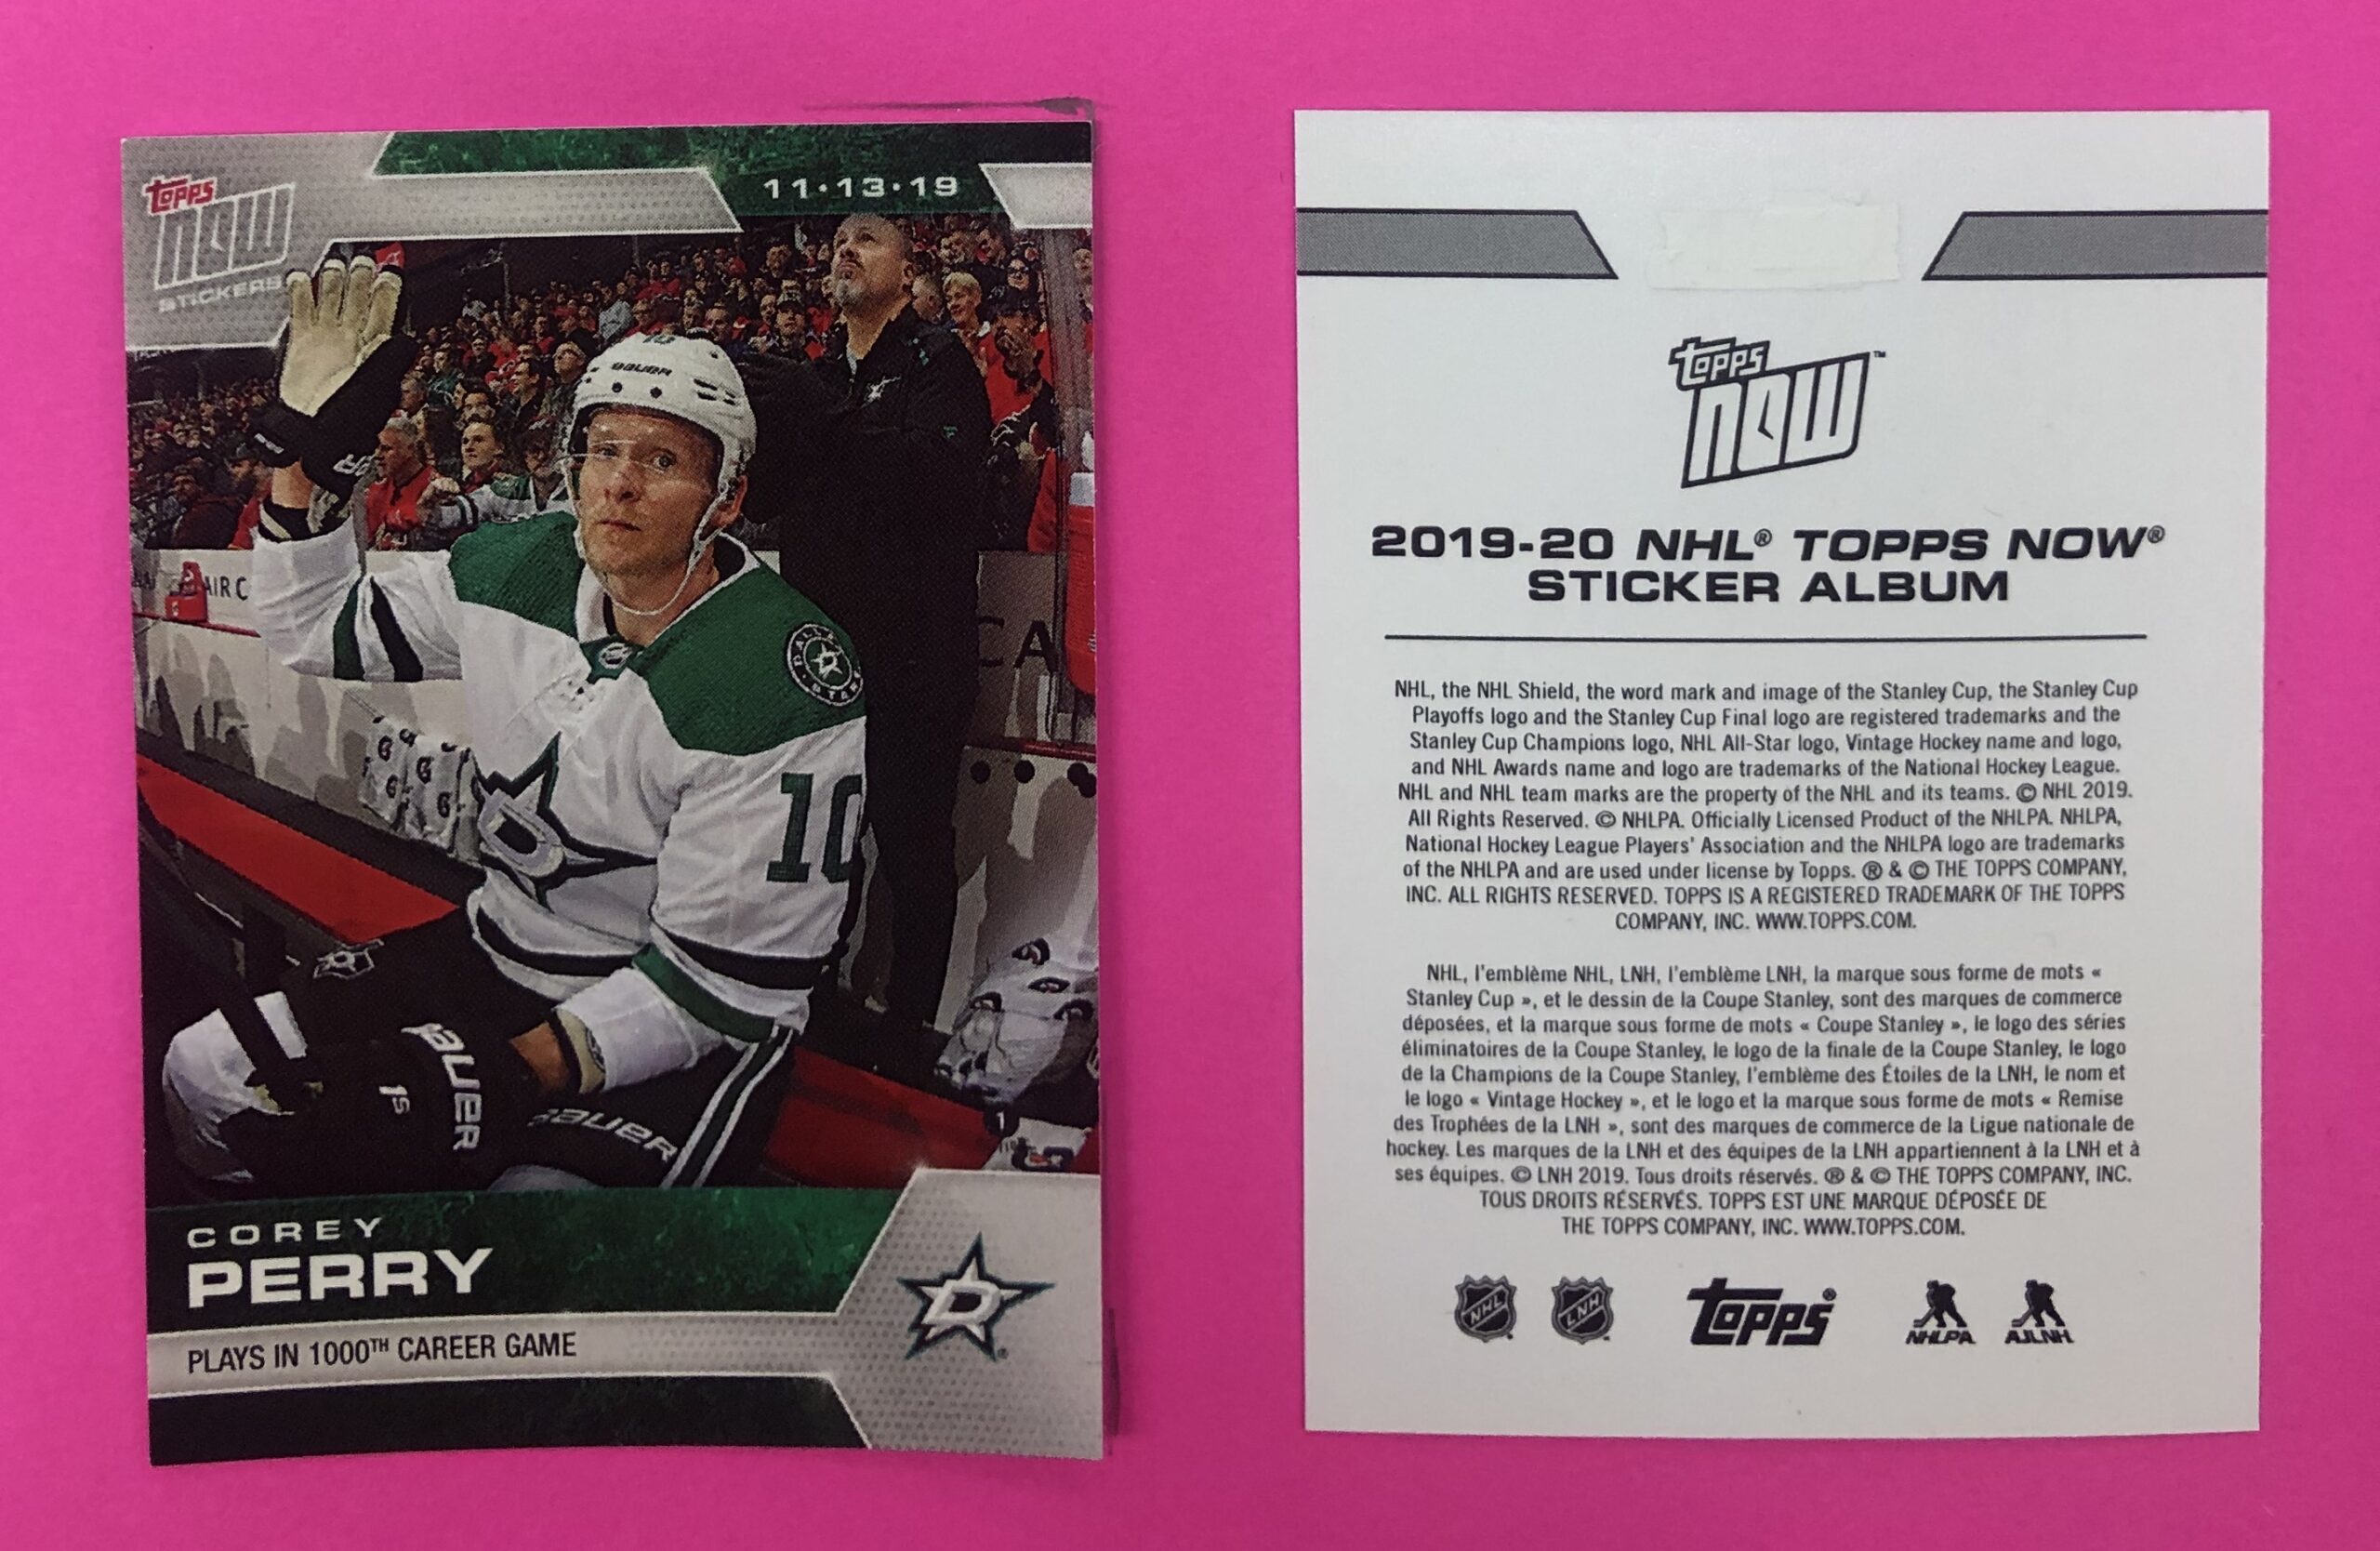 topps
NOW
STICKERS
11•13•19
BAUER
AIR C
CA
DALLAS
STARS
10
G
G
G
G
BAUER
BAUER
COREY
PERRY
PLAYS IN 1000TH CAREER GAME
D
topps
NOW™
2019-20 NHL® TOPPS NOW®
STICKER ALBUM
NHL, the NHL Shield, the word mark and image of the Stanley Cup, the Stanley Cup
Playoffs logo and the Stanley Cup Final logo are registered trademarks and the
Stanley Cup Champions logo, NHL All-Star logo, Vintage Hockey name and logo,
and NHL Awards name and logo are trademarks of the National Hockey League.
NHL and NHL team marks are the property of the NHL and its teams. © NHL 2019.
All Rights Reserved. © NHLPA. Officially Licensed Product of the NHLPA. NHLPA,
National Hockey League Players' Association and the NHLPA logo are trademarks
of the NHLPA and are used under license by Topps. ® & © THE TOPPS COMPANY,
INC. ALL RIGHTS RESERVED. TOPPS IS A REGISTERED TRADEMARK OF THE TOPPS
COMPANY, INC. WWW.TOPPS.COM.
NHL, l'emblème NHL, LNH, l'emblème LNH, la marque sous forme de mots «
Stanley Cup », et le dessin de la Coupe Stanley, sont des marques de commerce
déposées, et la marque sous forme de mots « Coupe Stanley », le logo des séries
éliminatoires de la Coupe Stanley, le logo de la finale de la Coupe Stanley, le logo
de la Champions de la Coupe Stanley, l'emblème des Étoiles de la LNH, le nom et
le logo « Vintage Hockey », et le logo et la marque sous forme de mots « Remise
des Trophées de la LNH », sont des marques de commerce de la Ligue nationale de
hockey. Les marques de la LNH et des équipes de la LNH appartiennent à la LNH et à
ses équipes. © LNH 2019. Tous droits réservés. ® & © THE TOPPS COMPANY, INC.
TOUS DROITS RÉSERVÉS. TOPPS EST UNE MARQUE DÉPOSÉE DE
THE TOPPS COMPANY, INC. WWW.TOPPS.COM.
NHL LNH topps® NHLPA AJLNH